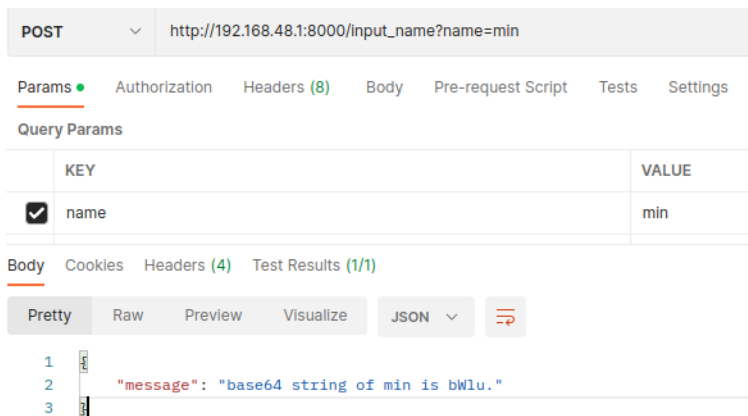 POST http://192.168.48.1:8000/input_name?name=min
Params Authorization Headers (8) Body Pre-request Script Tests Settings
Query Params
KEY VALUE
name min
Body Cookies Headers (4) Test Results (1/1)
Pretty Raw Preview Visualize JSON
1 {
2 "message": "base64 string of min is bWlu."
3 }